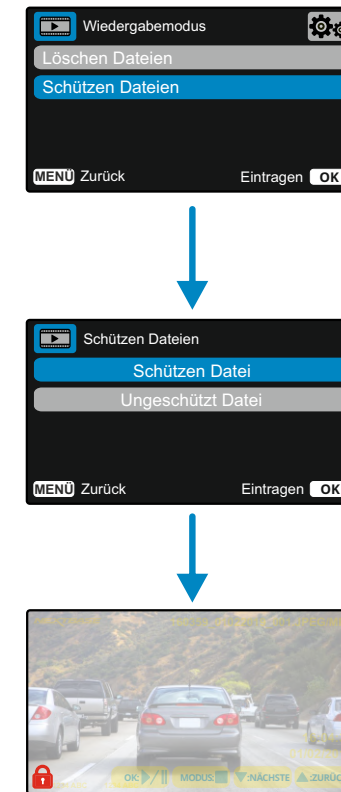 Wiedergabemodus
Löschen Dateien
Schützen Dateien
MENÜ Zurück Eintragen OK
Schützen Dateien
Schützen Datei
Ungeschützt Datei
MENÜ Zurück Eintragen OK
OK: MODUS: :NÄCHSTE :ZURÜC